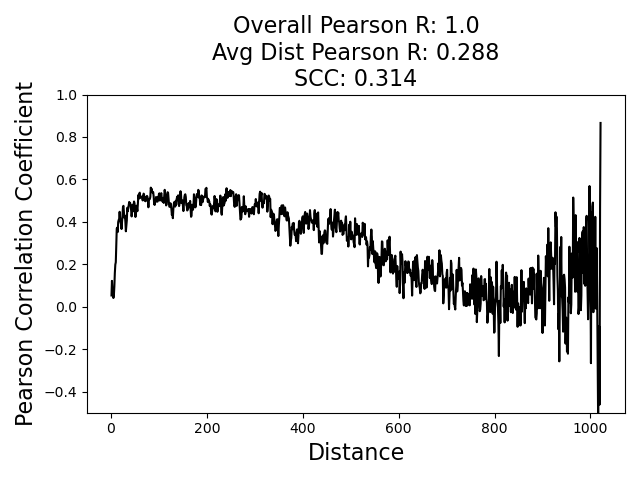 Overall Pearson R: 1.0
Avg Dist Pearson R: 0.288
SCC: 0.314
Pearson Correlation Coefficient
1.0
0.8
0.6
0.4
0.2
0.0
−0.2
−0.4
0 200 400 600 800 1000
Distance